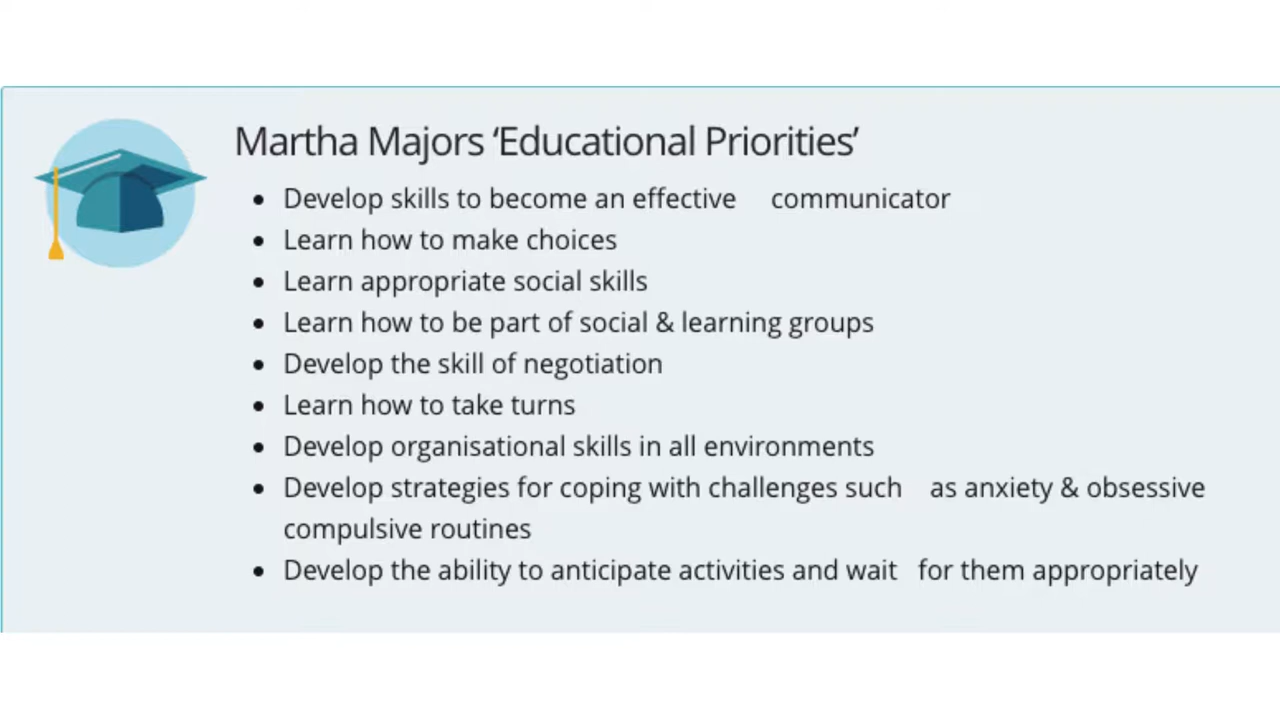 Martha Majors ‘Educational Priorities’
• Develop skills to become an effective communicator
• Learn how to make choices
• Learn appropriate social skills
• Learn how to be part of social & learning groups
• Develop the skill of negotiation
• Learn how to take turns
• Develop organisational skills in all environments
• Develop strategies for coping with challenges such as anxiety & obsessive
compulsive routines
• Develop the ability to anticipate activities and wait for them appropriately